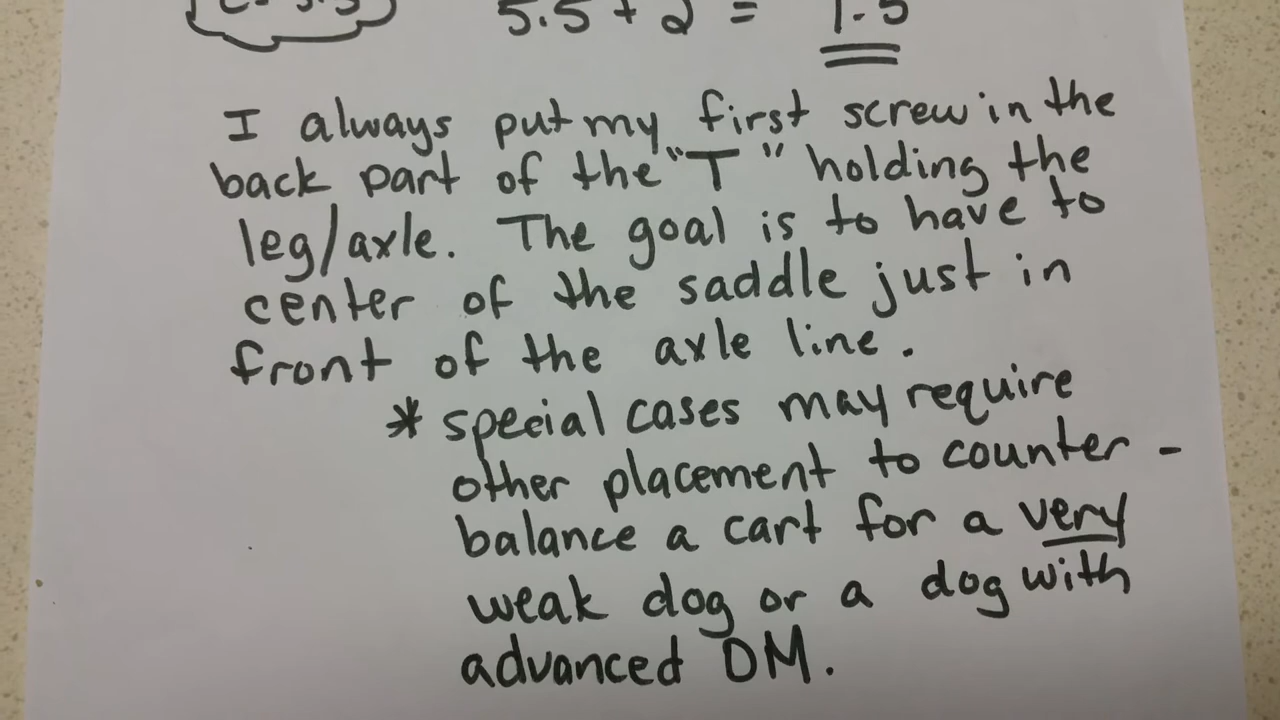 5.5 + 2 =
I always put my first screw in the
back part of the "T" holding the
leg/axle. The goal is to have to
center of the saddle just in
front of the axle line.
* special cases may require
other placement to counter -
balance a cart for a very
weak dog or a dog with
advanced DM.